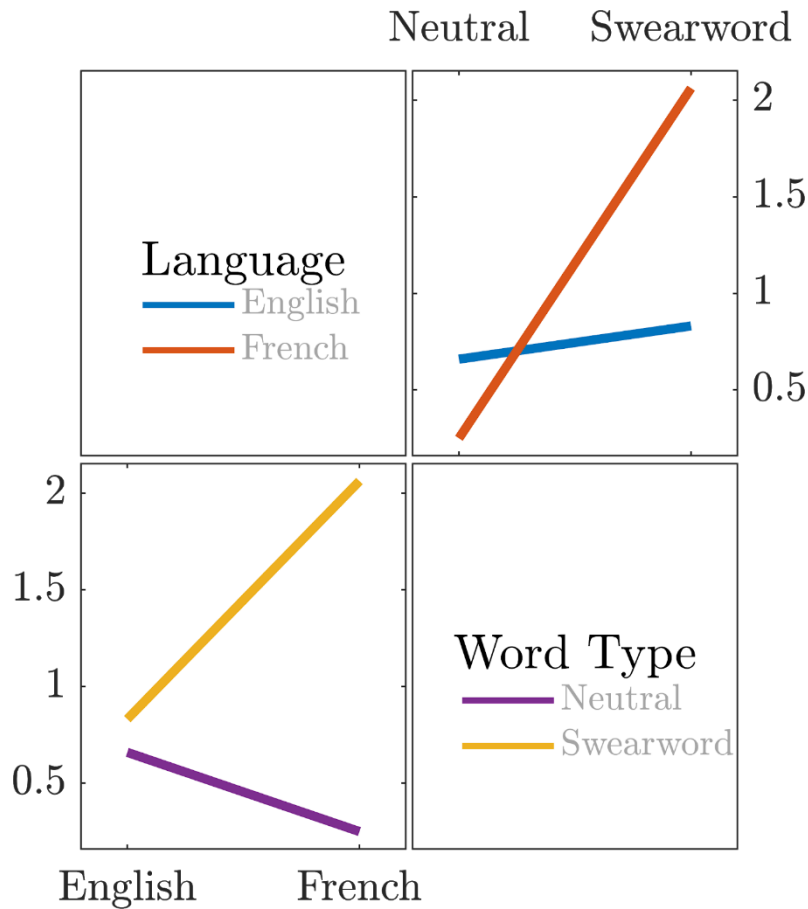 Neutral Swearword
2
1.5
1
0.5
Language
English
French
2
1.5
1
0.5
Word Type
Neutral
Swearword
English French